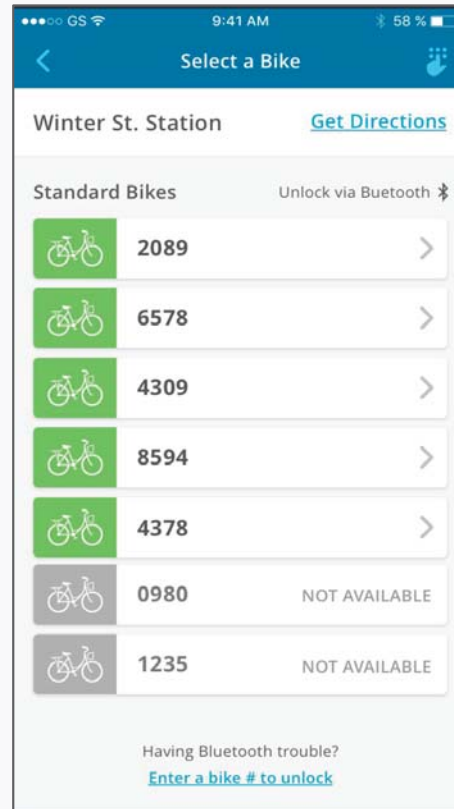 GS 9:41 AM 58 %
Select a Bike
Winter St. Station Get Directions
Standard Bikes Unlock via Buetooth
2089
6578
4309
8594
4378
0980 NOT AVAILABLE
1235 NOT AVAILABLE
Having Bluetooth trouble?
Enter a bike # to unlock